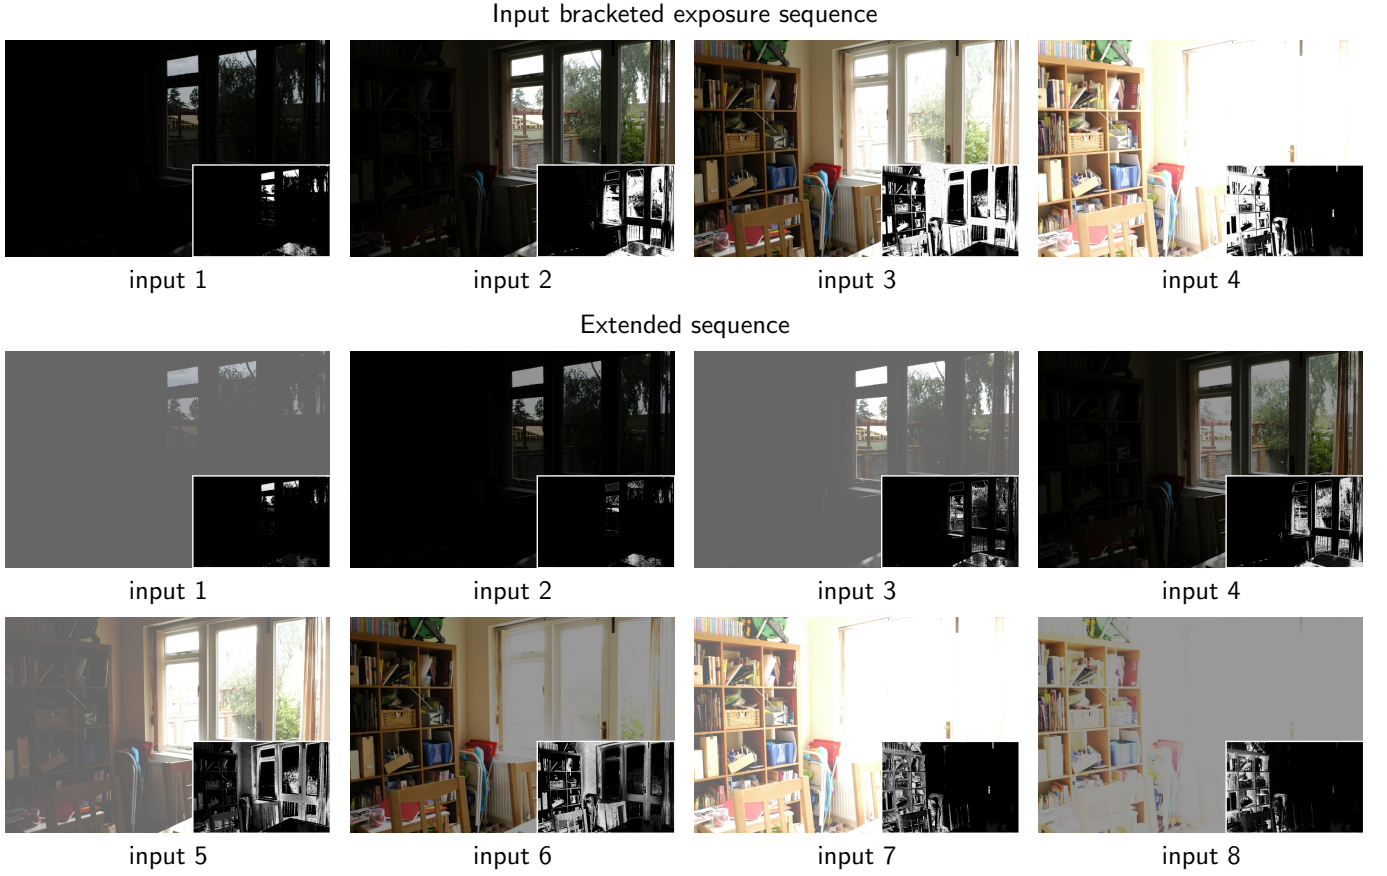 Input bracketed exposure sequence
input 1
input 2
input 3
input 4
Extended sequence
input 1
input 2
input 3
input 4
input 5
input 6
input 7
input 8